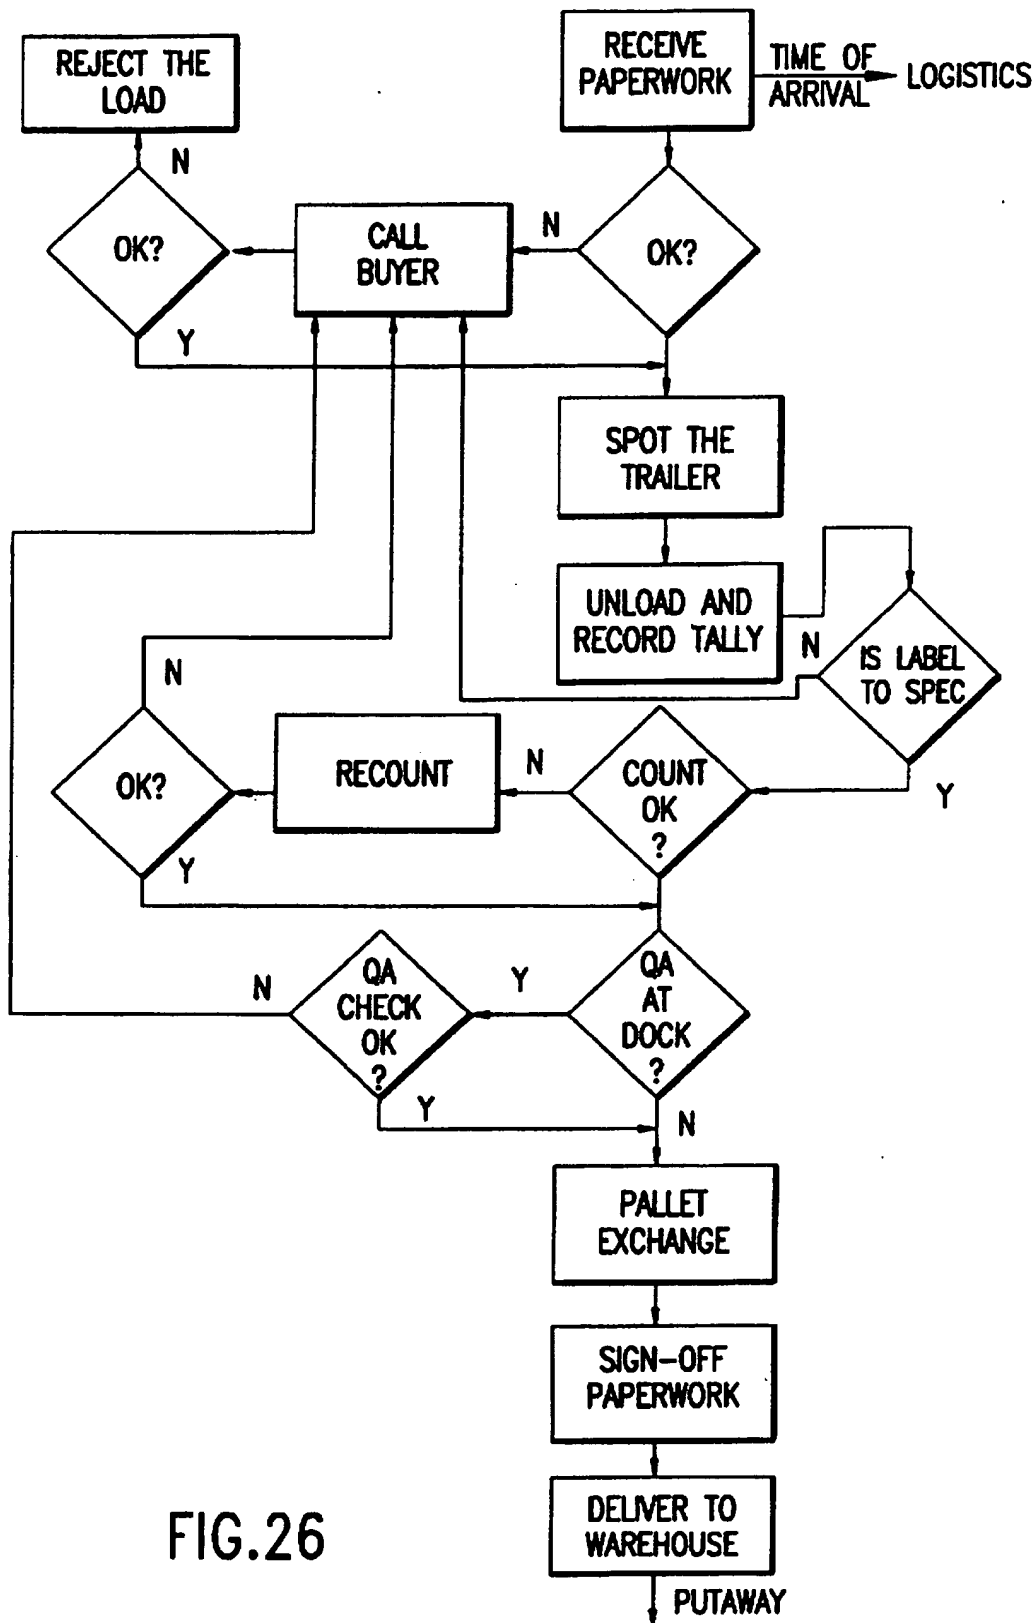 REJECT THE
LOAD
RECEIVE
PAPERWORK
TIME OF
ARRIVAL
LOGISTICS
N
OK?
CALL
BUYER
N
OK?
Y
SPOT THE
TRAILER
UNLOAD AND
RECORD TALLY
N
IS LABEL
TO SPEC
Y
N
OK?
RECOUNT
N
COUNT
OK
?
Y
N
QA
CHECK
OK
?
Y
QA
AT
DOCK
?
Y
N
PALLET
EXCHANGE
SIGN-OFF
PAPERWORK
DELIVER TO
WAREHOUSE
PUTAWAY
FIG.26